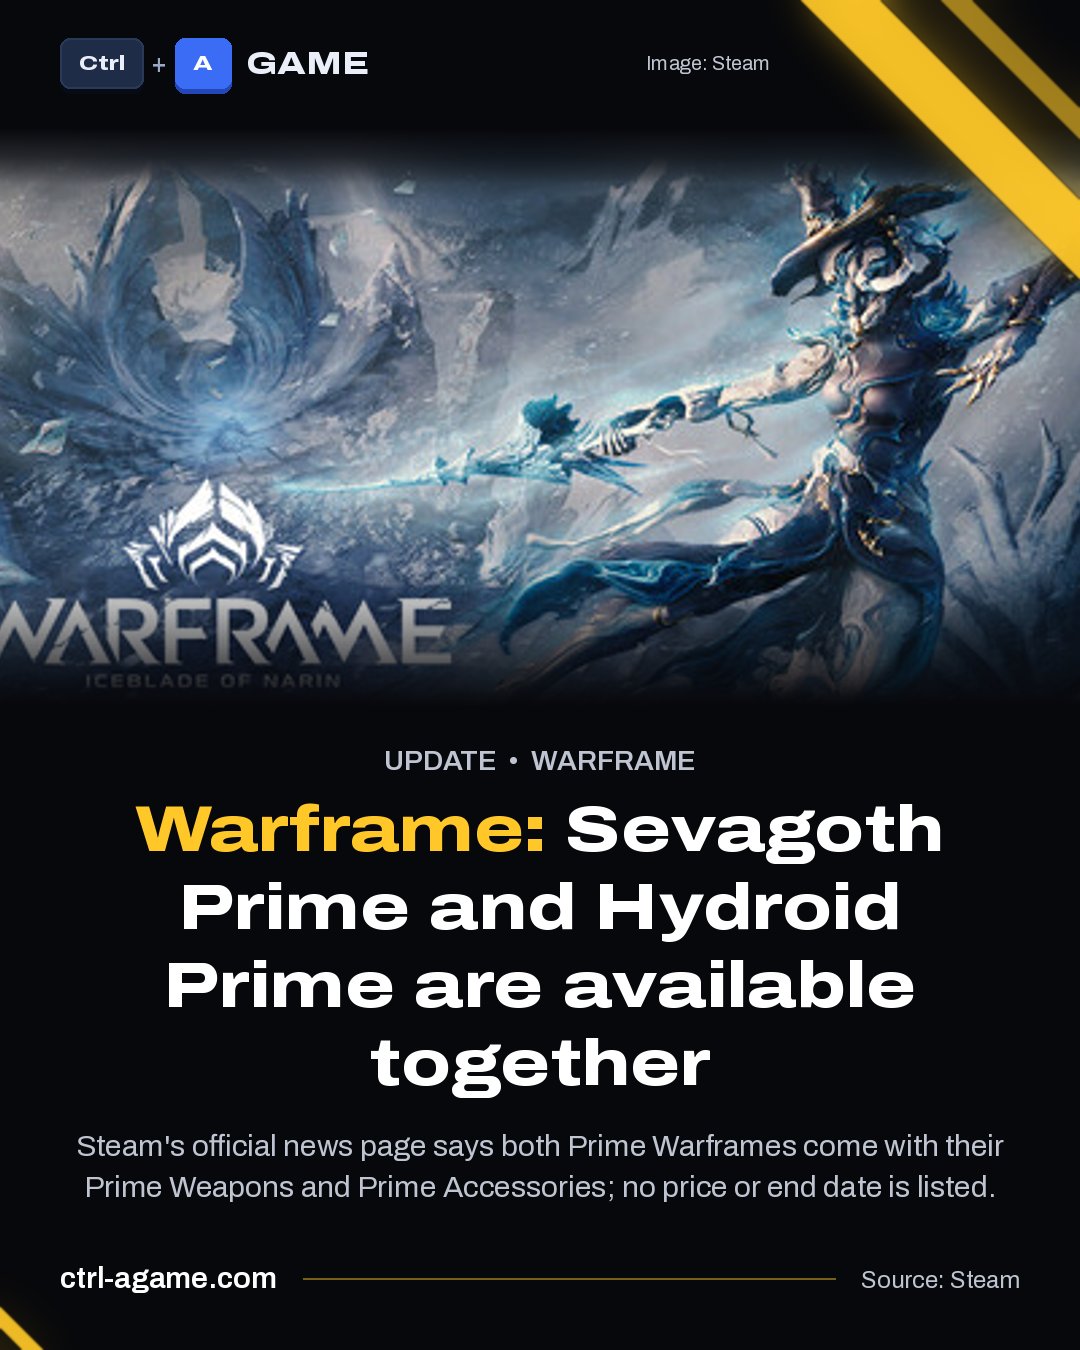 Ctrl + A GAME
Image: Steam
WARFRAME
ICEBLADE OF NARIN
UPDATE • WARFRAME
Warframe: Sevagoth
Prime and Hydroid
Prime are available
together
Steam's official news page says both Prime Warframes come with their
Prime Weapons and Prime Accessories; no price or end date is listed.
ctrl-agame.com
Source: Steam